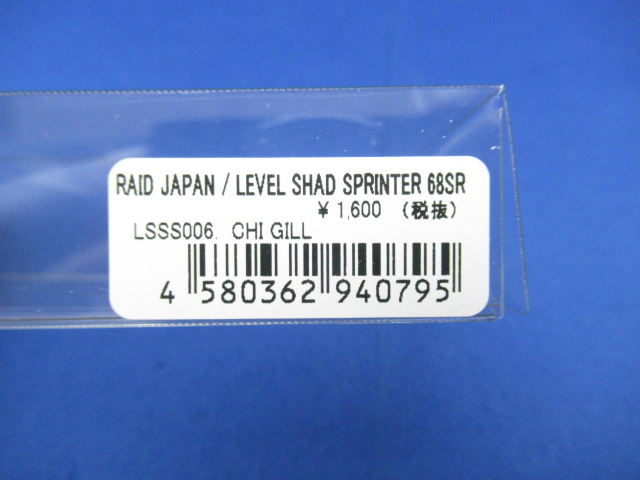 RAID JAPAN / LEVEL SHAD SPRINTER 68SR
¥ 1,600 (税抜)
LSSS006. CHI GILL
4 580362 940795